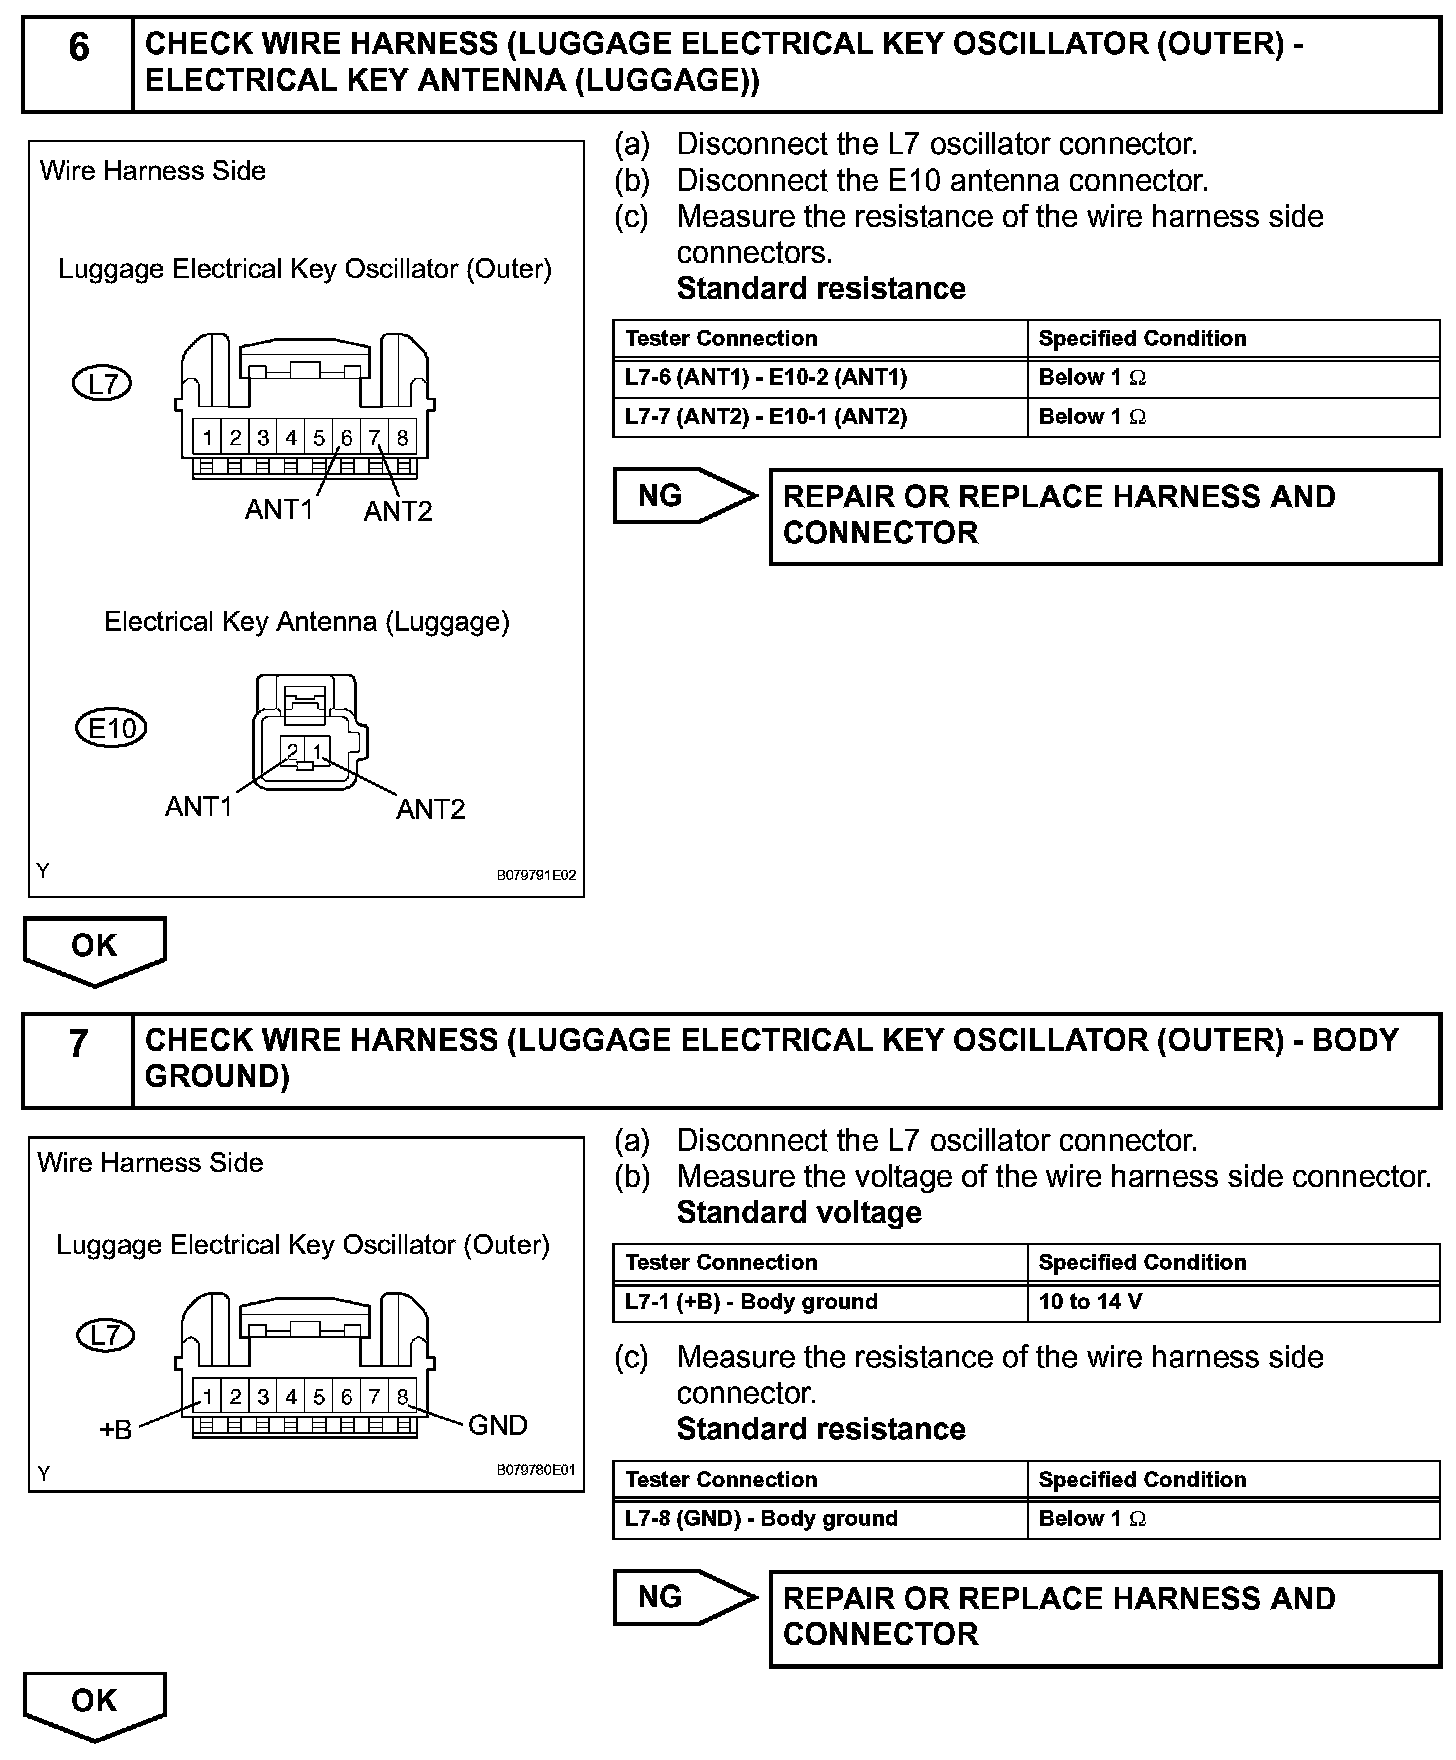 6
CHECK WIRE HARNESS (LUGGAGE ELECTRICAL KEY OSCILLATOR (OUTER) -
ELECTRICAL KEY ANTENNA (LUGGAGE))
Wire Harness Side
Luggage Electrical Key Oscillator (Outer)
L7
1 2 3 4 5 6 7 8
ANT1 ANT2
Electrical Key Antenna (Luggage)
E10
2 1
ANT1 ANT2
Y B079791E02
(a) Disconnect the L7 oscillator connector.
(b) Disconnect the E10 antenna connector.
(c) Measure the resistance of the wire harness side
connectors.
Standard resistance
Tester Connection Specified Condition
L7-6 (ANT1) - E10-2 (ANT1) Below 1 Ω
L7-7 (ANT2) - E10-1 (ANT2) Below 1 Ω
NG
REPAIR OR REPLACE HARNESS AND
CONNECTOR
OK
7
CHECK WIRE HARNESS (LUGGAGE ELECTRICAL KEY OSCILLATOR (OUTER) - BODY
GROUND)
Wire Harness Side
Luggage Electrical Key Oscillator (Outer)
L7
1 2 3 4 5 6 7 8
+B GND
Y B079780E01
(a) Disconnect the L7 oscillator connector.
(b) Measure the voltage of the wire harness side connector.
Standard voltage
Tester Connection Specified Condition
L7-1 (+B) - Body ground 10 to 14 V
(c) Measure the resistance of the wire harness side
connector.
Standard resistance
Tester Connection Specified Condition
L7-8 (GND) - Body ground Below 1 Ω
NG
REPAIR OR REPLACE HARNESS AND
CONNECTOR
OK